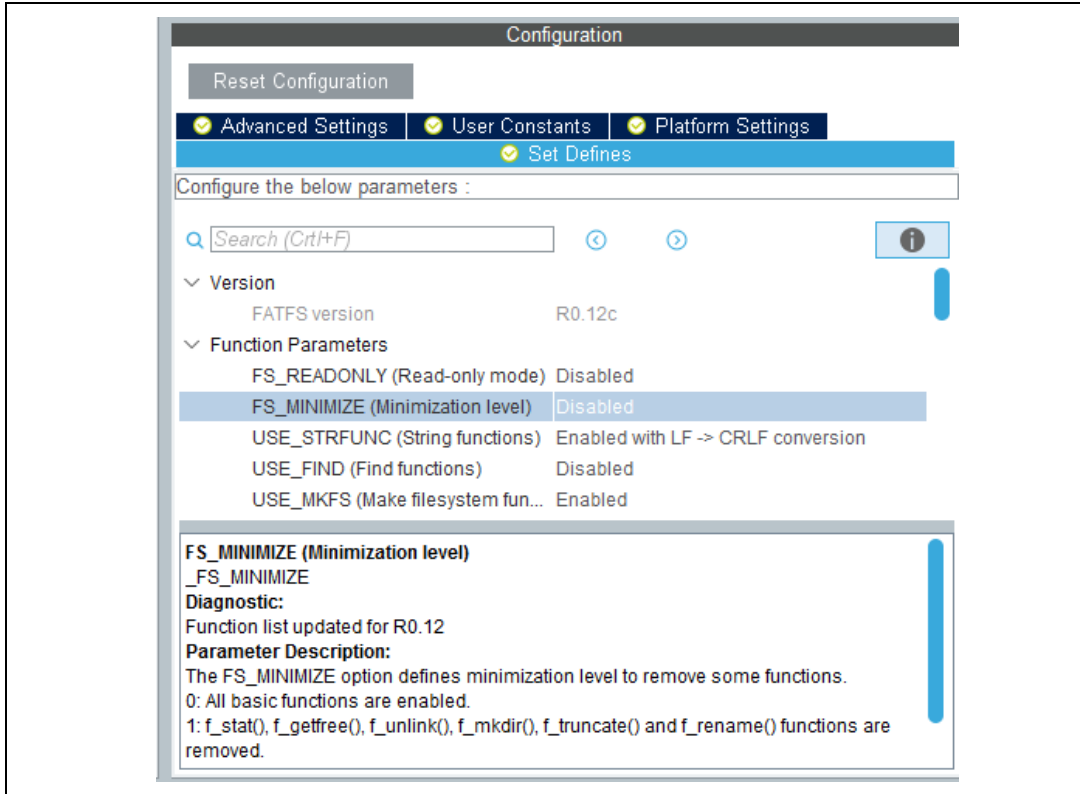 Configuration
Reset Configuration
Advanced Settings User Constants Platform Settings
Set Defines
Configure the below parameters :
Search (Crtl+F)
Version
FATFS version R0.12c
Function Parameters
FS_READONLY (Read-only mode) Disabled
FS_MINIMIZE (Minimization level) Disabled
USE_STRFUNC (String functions) Enabled with LF -> CRLF conversion
USE_FIND (Find functions) Disabled
USE_MKFS (Make filesystem fun... Enabled
FS_MINIMIZE (Minimization level)
_FS_MINIMIZE
Diagnostic:
Function list updated for R0.12
Parameter Description:
The FS_MINIMIZE option defines minimization level to remove some functions.
0: All basic functions are enabled.
1: f_stat(), f_getfree(), f_unlink(), f_mkdir(), f_truncate() and f_rename() functions are
removed.